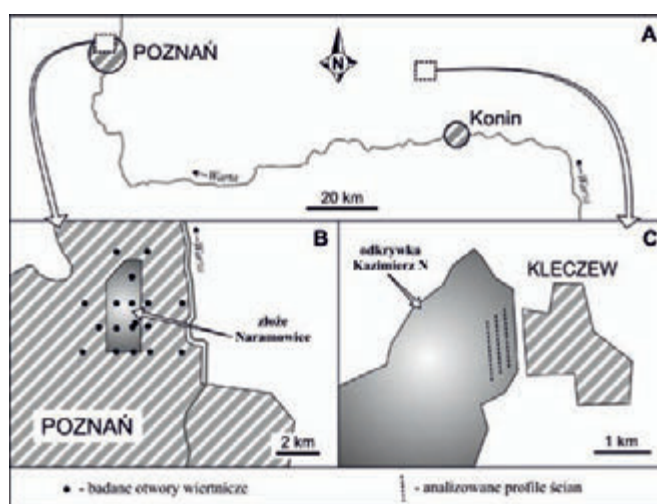 A
POZNAŃ
N
Konin
Warta
Warta
20 km
B
Warta
złoże
Naramowice
POZNAŃ
2 km
C
odkrywka
Kazimierz N
KLECZEW
1 km
- badane otwory wiertnicze
- analizowane profile ścian